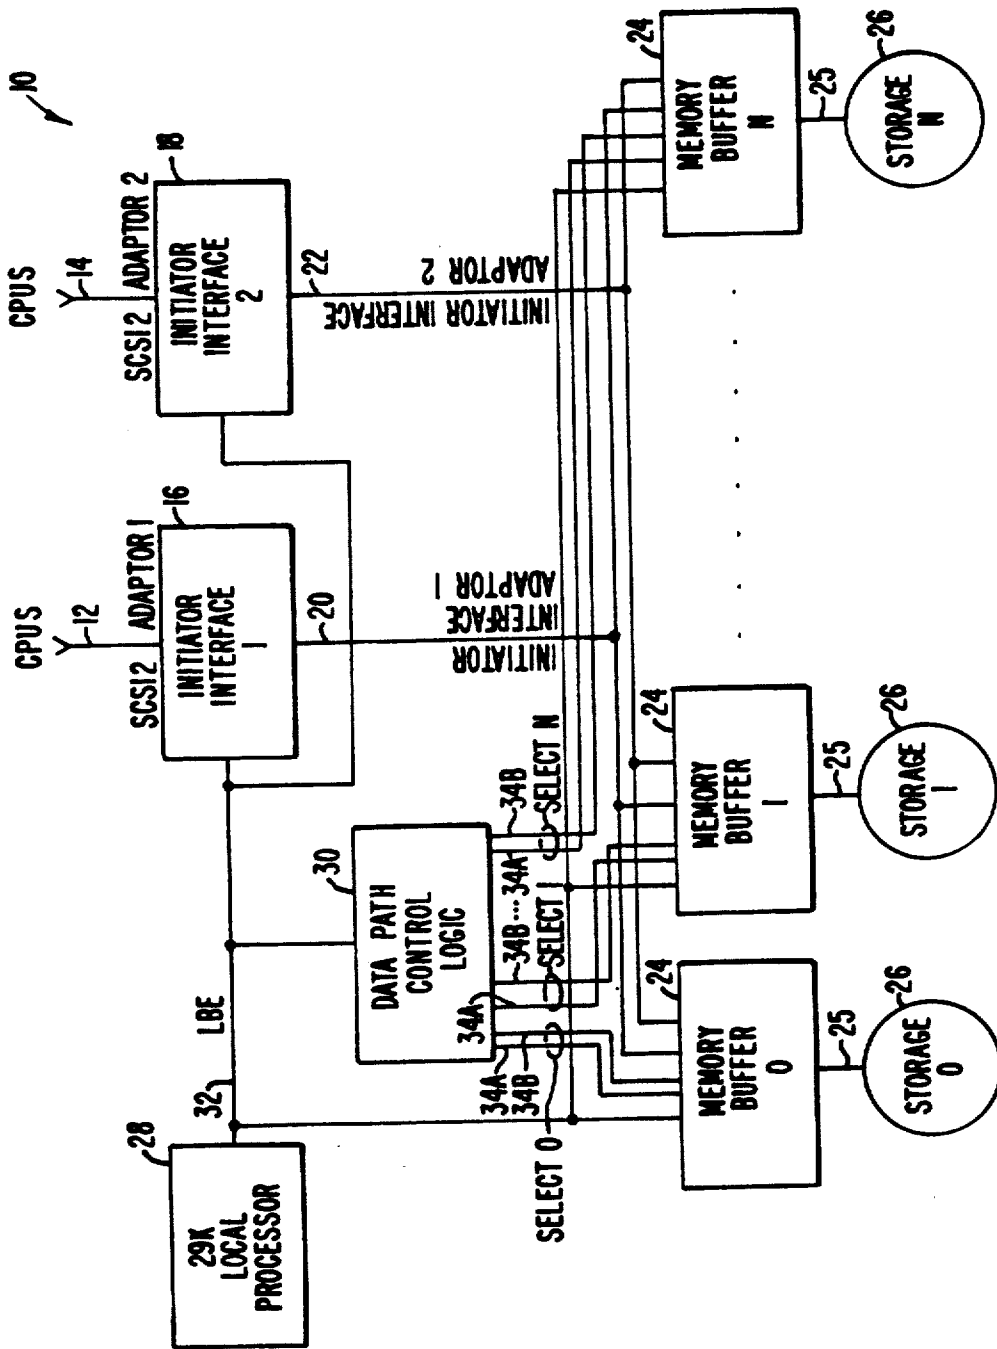 10
CPUS
14
SCSI2 ADAPTOR 2
18
INITIATOR
INTERFACE
2
22
INITIATOR INTERFACE
ADAPTOR 2
CPUS
12
SCSI2 ADAPTOR 1
16
INITIATOR
INTERFACE
1
20
INITIATOR
INTERFACE
ADAPTOR 1
28
29K
LOCAL
PROCESSOR
32
LBE
30
DATA PATH
CONTROL
LOGIC
34A
34B
SELECT 0
34A
34B...34A
SELECT 1
34B
SELECT N
24
MEMORY
BUFFER
0
25
26
STORAGE
0
24
MEMORY
BUFFER
1
25
26
STORAGE
1
. . . . . . .
24
MEMORY
BUFFER
N
25
26
STORAGE
N